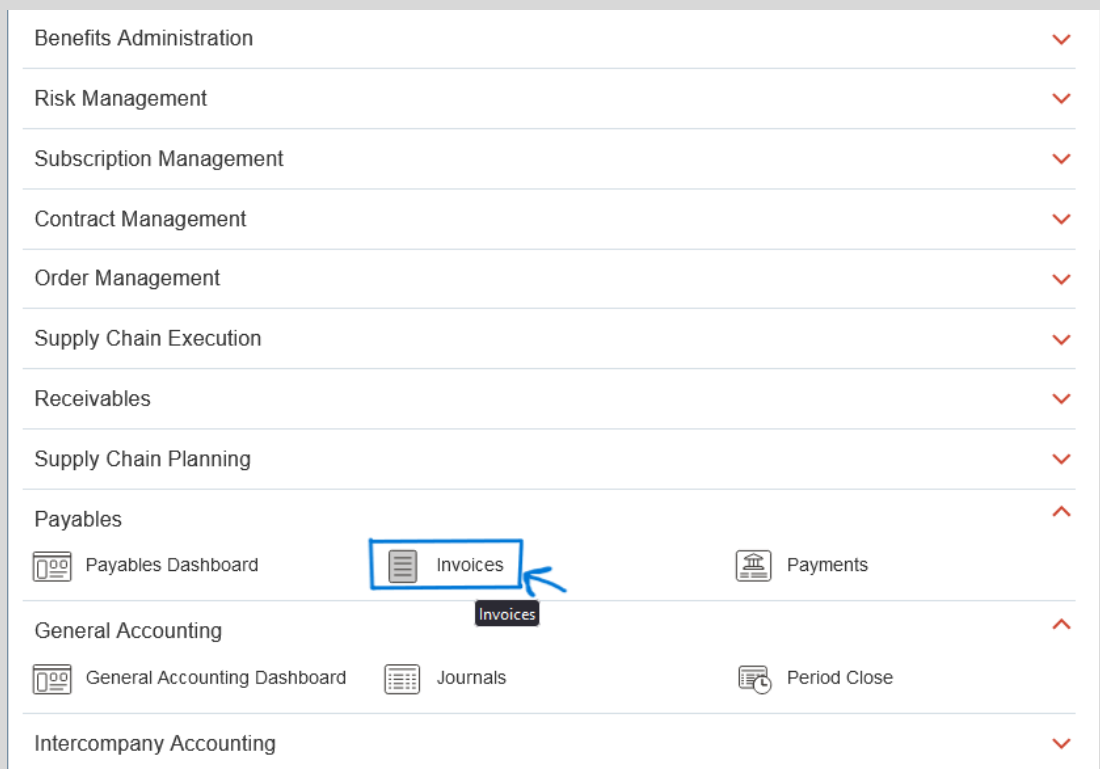 Benefits Administration
Risk Management
Subscription Management
Contract Management
Order Management
Supply Chain Execution
Receivables
Supply Chain Planning
Payables
Payables Dashboard Invoices Payments
Invoices
General Accounting
General Accounting Dashboard Journals Period Close
Intercompany Accounting